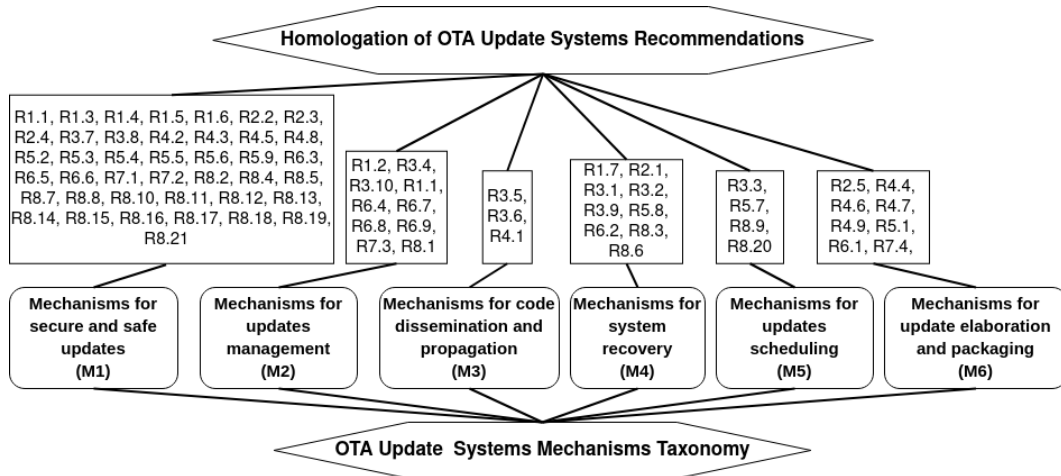 Homologation of OTA Update Systems Recommendations
R1.1, R1.3, R1.4, R1.5, R1.6, R2.2, R2.3,
R2.4, R3.7, R3.8, R4.2, R4.3, R4.5, R4.8,
R5.2, R5.3, R5.4, R5.5, R5.6, R5.9, R6.3,
R6.5, R6.6, R7.1, R7.2, R8.2, R8.4, R8.5,
R8.7, R8.8, R8.10, R8.11, R8.12, R8.13,
R8.14, R8.15, R8.16, R8.17, R8.18, R8.19,
R8.21
R1.2, R3.4,
R3.10, R1.1,
R6.4, R6.7,
R6.8, R6.9,
R7.3, R8.1
R3.5,
R3.6,
R4.1
R1.7, R2.1,
R3.1, R3.2,
R3.9, R5.8,
R6.2, R8.3,
R8.6
R3.3,
R5.7,
R8.9,
R8.20
R2.5, R4.4,
R4.6, R4.7,
R4.9, R5.1,
R6.1, R7.4,
Mechanisms for
secure and safe
updates
(M1)
Mechanisms for
updates
management
(M2)
Mechanisms for code
dissemination and
propagation
(M3)
Mechanisms for
system
recovery
(M4)
Mechanisms for
updates
scheduling
(M5)
Mechanisms for
update elaboration
and packaging
(M6)
OTA Update Systems Mechanisms Taxonomy